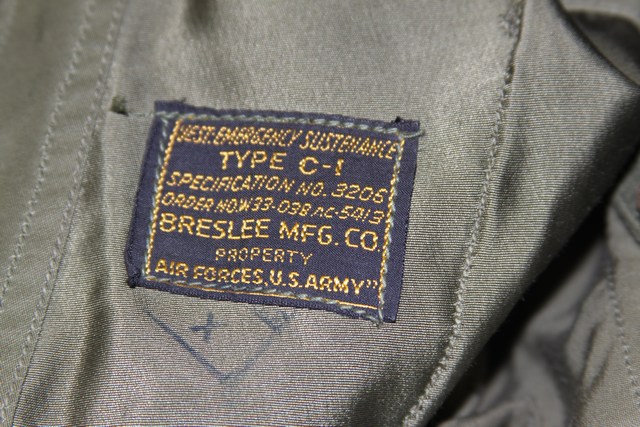 VEST, EMERGENCY SUSTENANCE
TYPE C-1
SPECIFICATION NO. 3206
ORDER NO. W33-038 AC-5413
BRESLEE MFG. CO.
PROPERTY
AIR FORCES, U.S. ARMY"
X